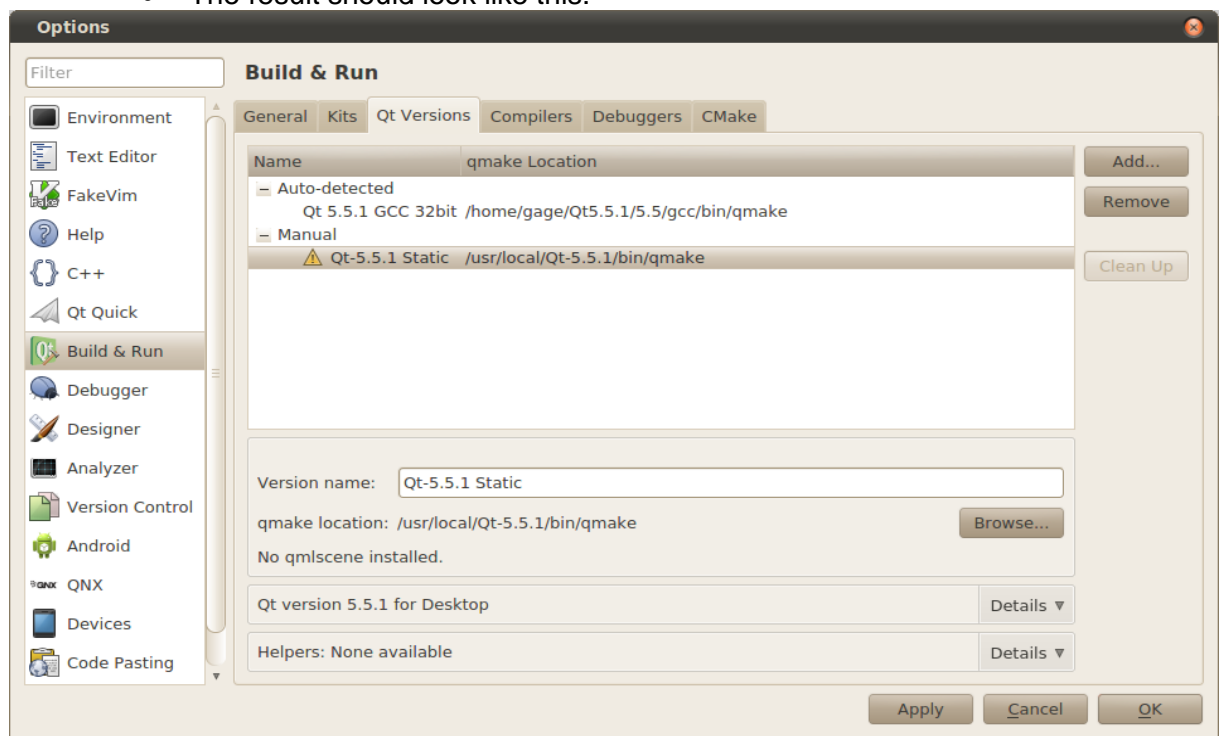 The result should look like this:
Options
Filter
Build & Run
Environment
Text Editor
FakeVim
Help
C++
Qt Quick
Build & Run
Debugger
Designer
Analyzer
Version Control
Android
QNX
Devices
Code Pasting
General Kits Qt Versions Compilers Debuggers CMake
Name qmake Location
Auto-detected
Qt 5.5.1 GCC 32bit /home/gage/Qt5.5.1/5.5/gcc/bin/qmake
Manual
Qt-5.5.1 Static /usr/local/Qt-5.5.1/bin/qmake
Add...
Remove
Clean Up
Version name: Qt-5.5.1 Static
qmake location: /usr/local/Qt-5.5.1/bin/qmake Browse...
No qmlscene installed.
Qt version 5.5.1 for Desktop Details
Helpers: None available Details
Apply Cancel OK